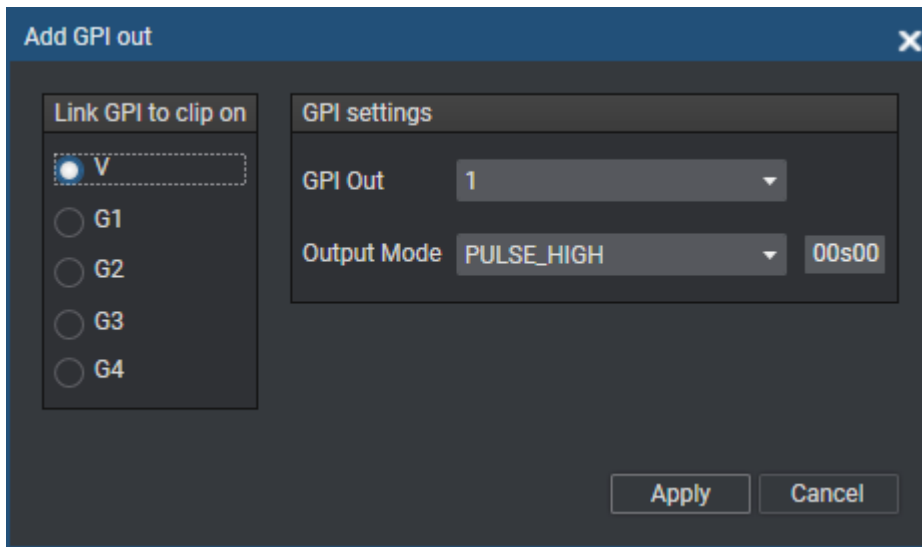 Add GPI out
Link GPI to clip on
V
G1
G2
G3
G4
GPI settings
GPI Out 1
Output Mode PULSE_HIGH 00s00
Apply Cancel